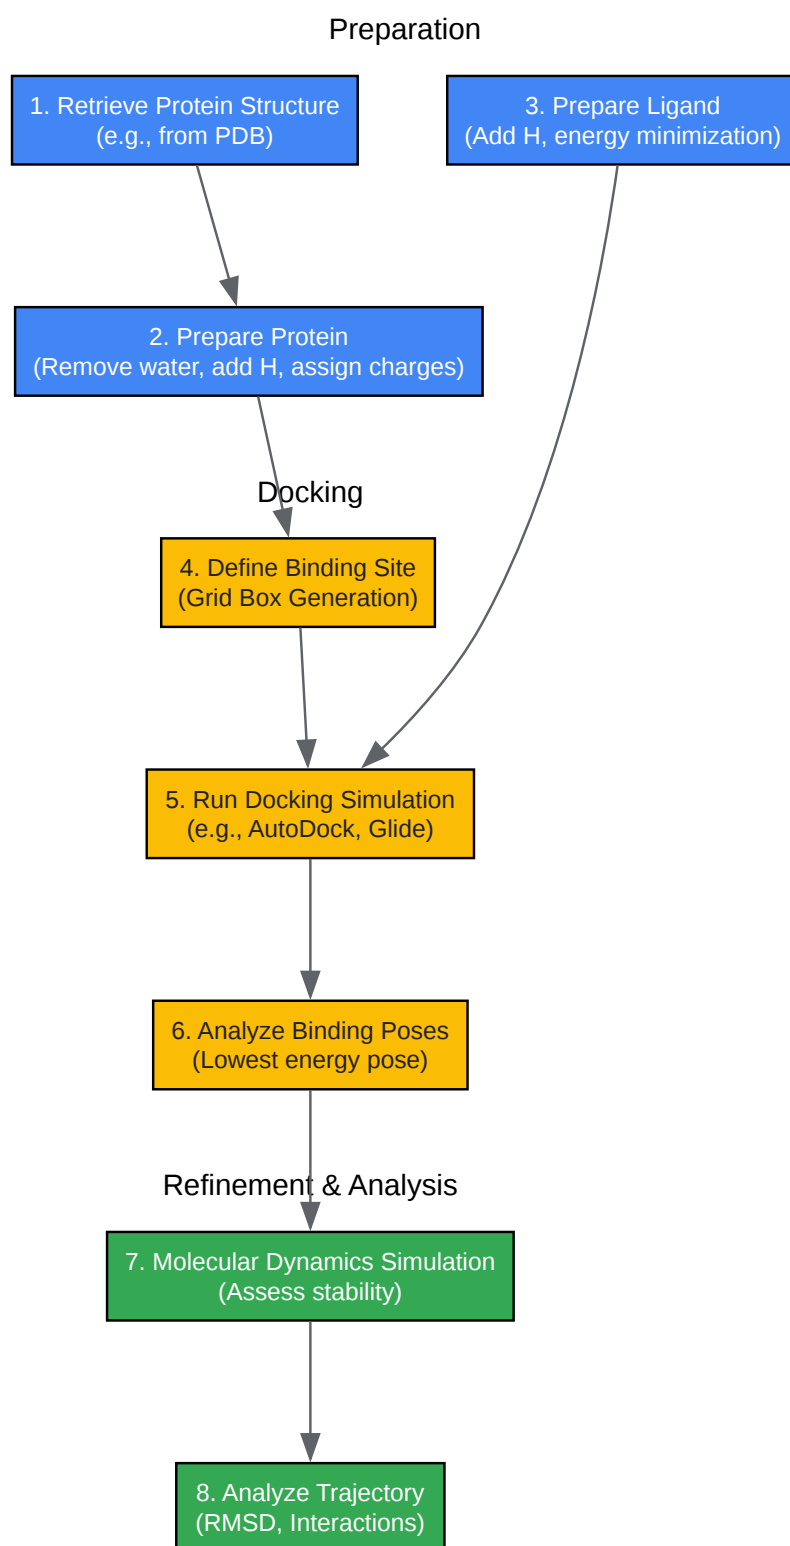 Preparation
1. Retrieve Protein Structure
(e.g., from PDB)
3. Prepare Ligand
(Add H, energy minimization)
2. Prepare Protein
(Remove water, add H, assign charges)
Docking
4. Define Binding Site
(Grid Box Generation)
5. Run Docking Simulation
(e.g., AutoDock, Glide)
6. Analyze Binding Poses
(Lowest energy pose)
Refinement & Analysis
7. Molecular Dynamics Simulation
(Assess stability)
8. Analyze Trajectory
(RMSD, Interactions)